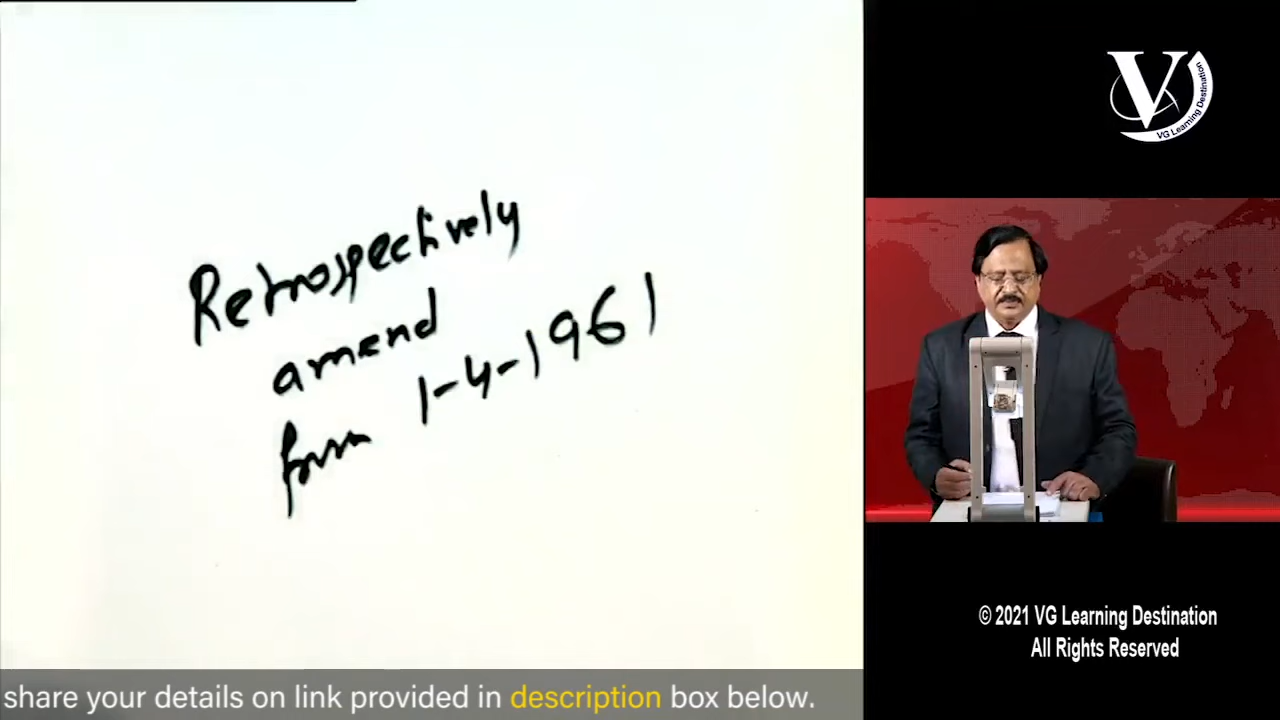 Retrospectively
amend
from 1-4-1961
V
VG Learning Destination
© 2021 VG Learning Destination
All Rights Reserved
share your details on link provided in description box below.